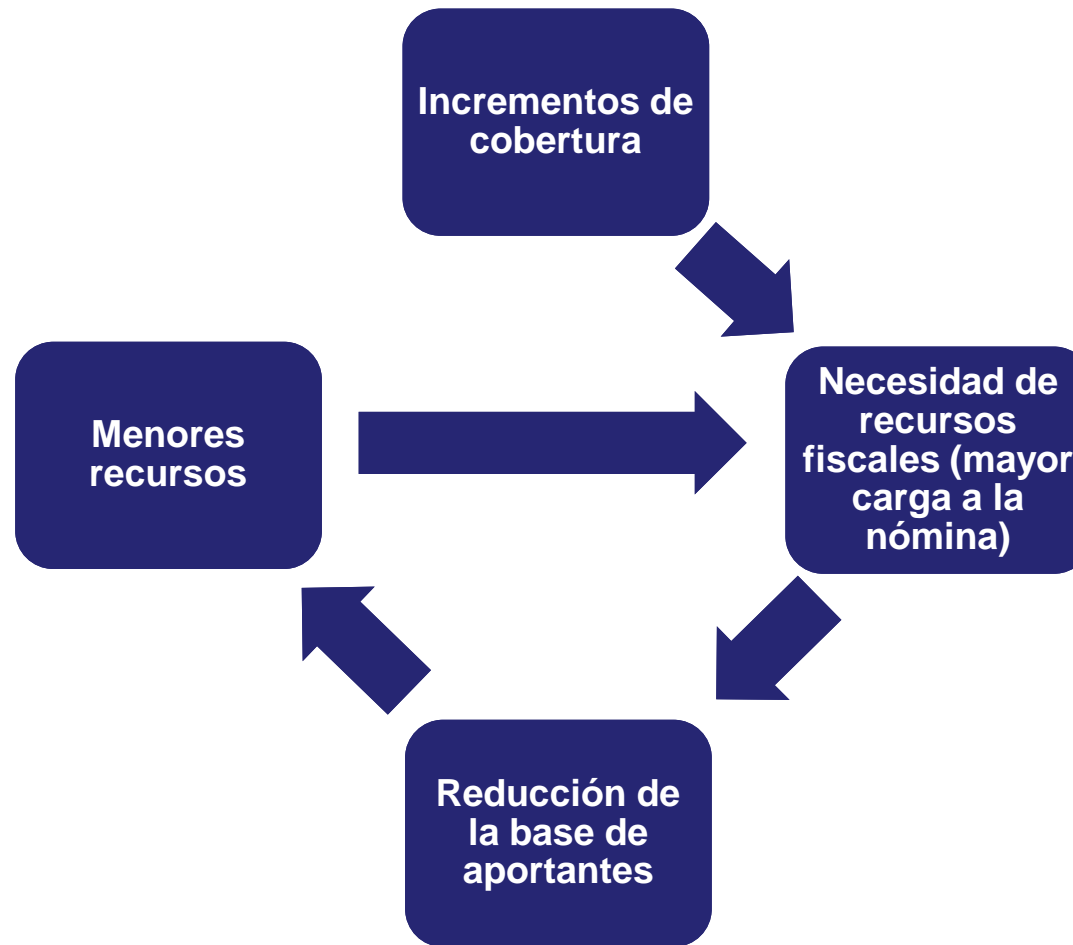 Incrementos de
cobertura
Menores
recursos
Necesidad de
recursos
fiscales (mayor
carga a la
nómina)
Reducción de
la base de
aportantes